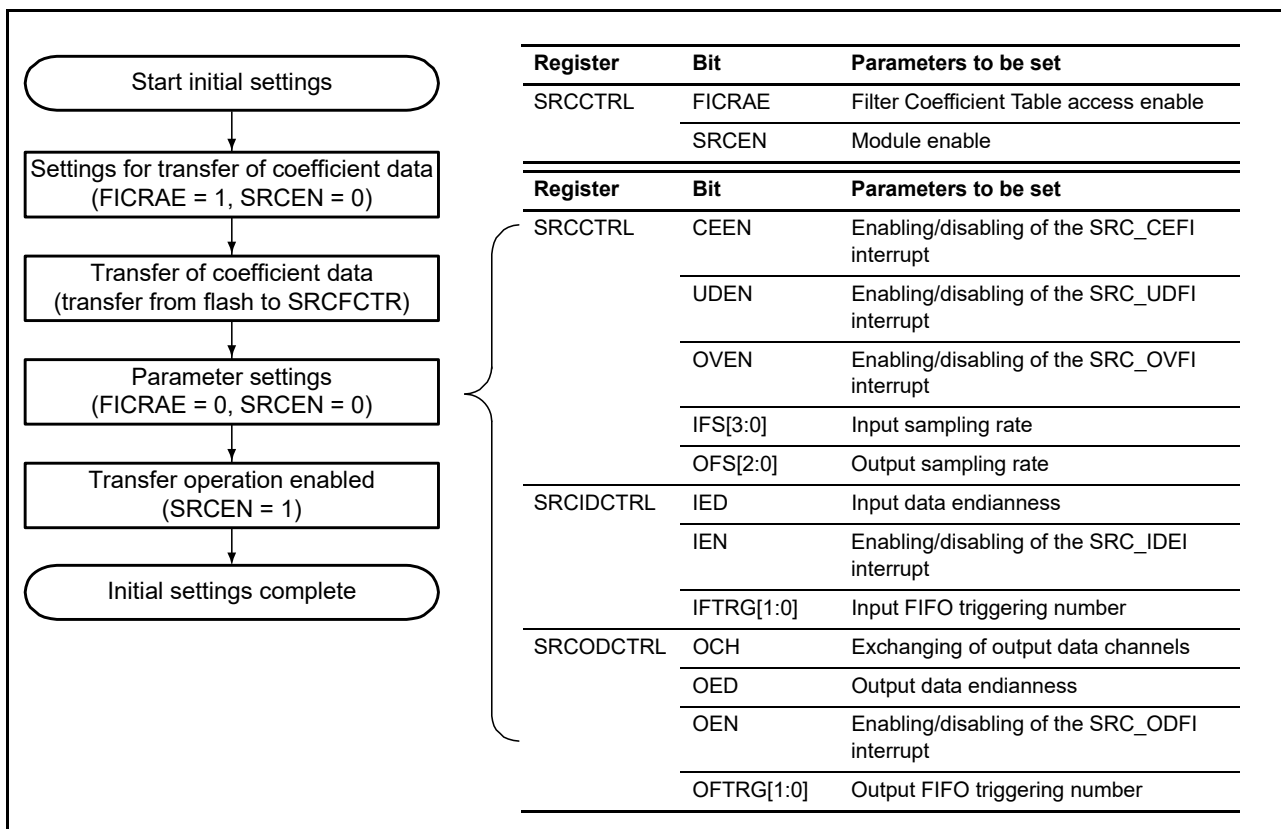 Start initial settings
Settings for transfer of coefficient data
(FICRAE = 1, SRCEN = 0)
Transfer of coefficient data
(transfer from flash to SRCFCTR)
Parameter settings
(FICRAE = 0, SRCEN = 0)
Transfer operation enabled
(SRCEN = 1)
Initial settings complete
Register Bit Parameters to be set
SRCCTRL FICRAE Filter Coefficient Table access enable
SRCEN Module enable
Register Bit Parameters to be set
SRCCTRL CEEN Enabling/disabling of the SRC_CEFI
interrupt
UDEN Enabling/disabling of the SRC_UDFI
interrupt
OVEN Enabling/disabling of the SRC_OVFI
interrupt
IFS[3:0] Input sampling rate
OFS[2:0] Output sampling rate
SRCIDCTRL IED Input data endianness
IEN Enabling/disabling of the SRC_IDEI
interrupt
IFTRG[1:0] Input FIFO triggering number
SRCODCTRL OCH Exchanging of output data channels
OED Output data endianness
OEN Enabling/disabling of the SRC_ODFI
interrupt
OFTRG[1:0] Output FIFO triggering number